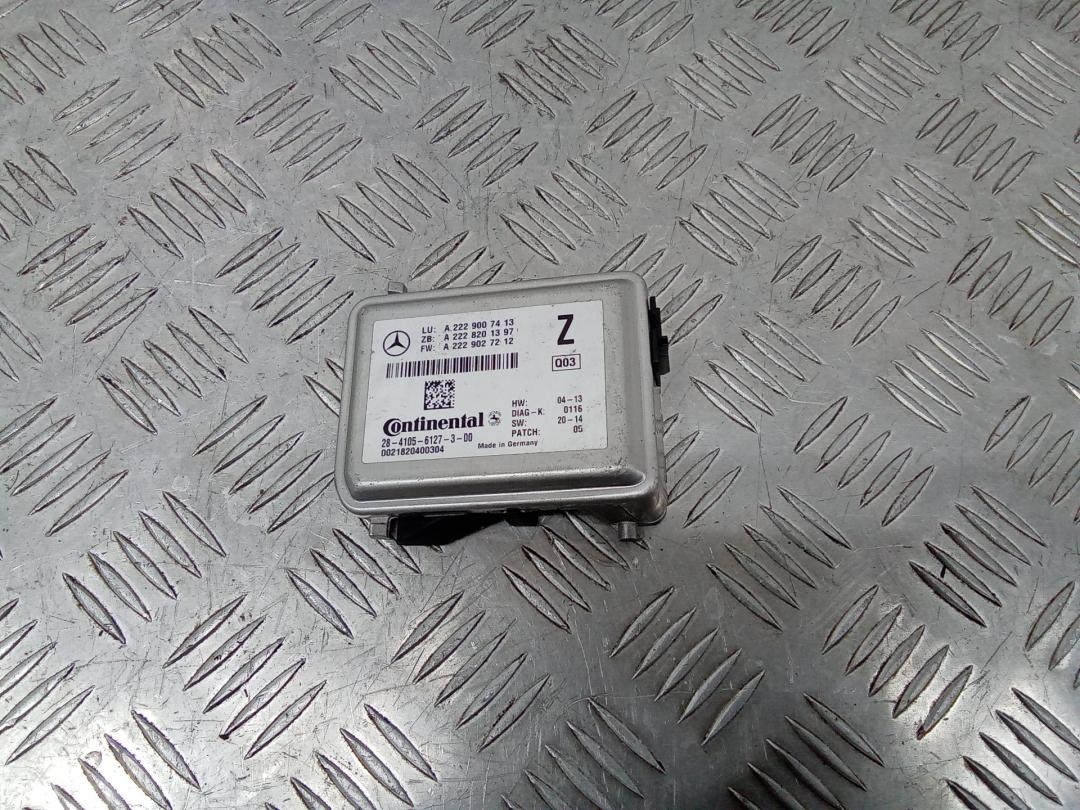 LU: A 222 900 74 13
ZB: A 222 820 13 97
FW: A 222 902 72 12
Z
Q03
Continental
28-4105-6127-3-00
0021820400304
HW: 04-13
DIAG-K: 0116
SW: 20-14
PATCH: 05
Made in Germany